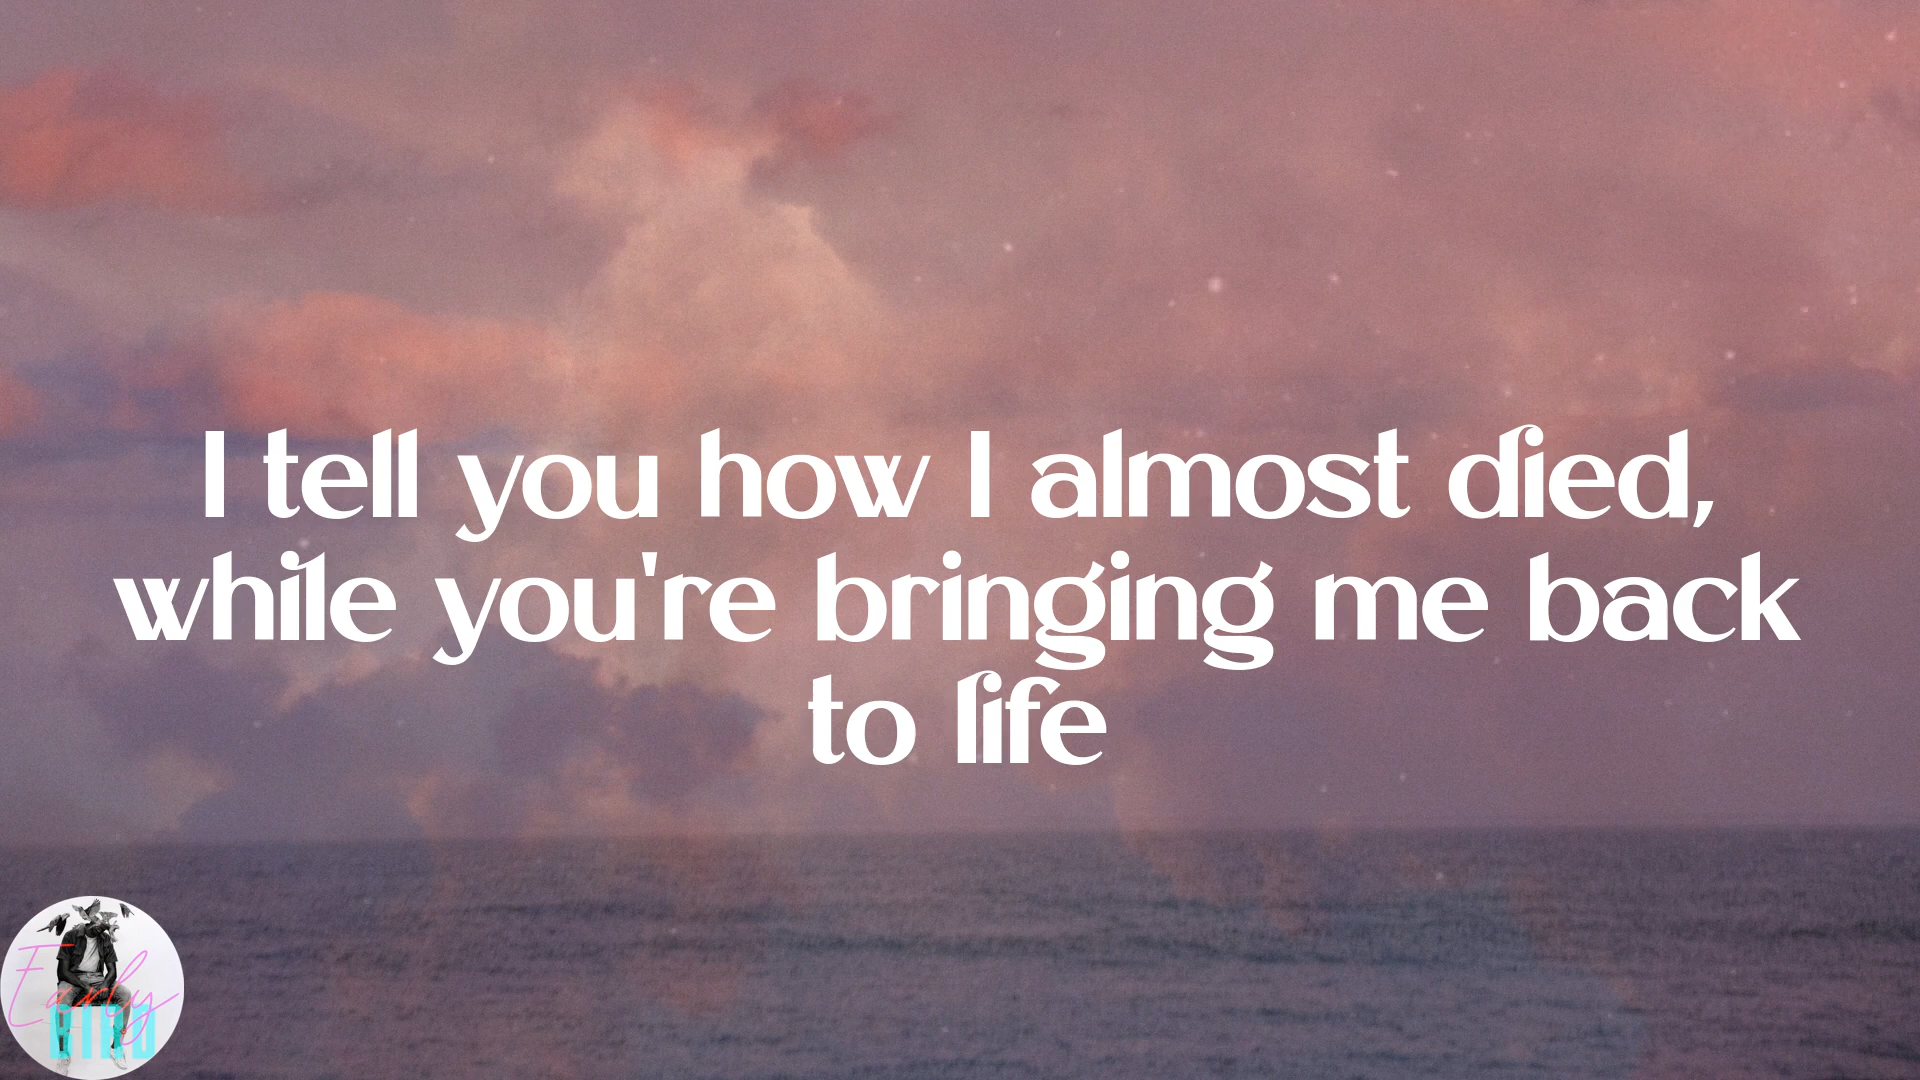 I tell you how I almost died,
while you're bringing me back
to life
Early
BIRD